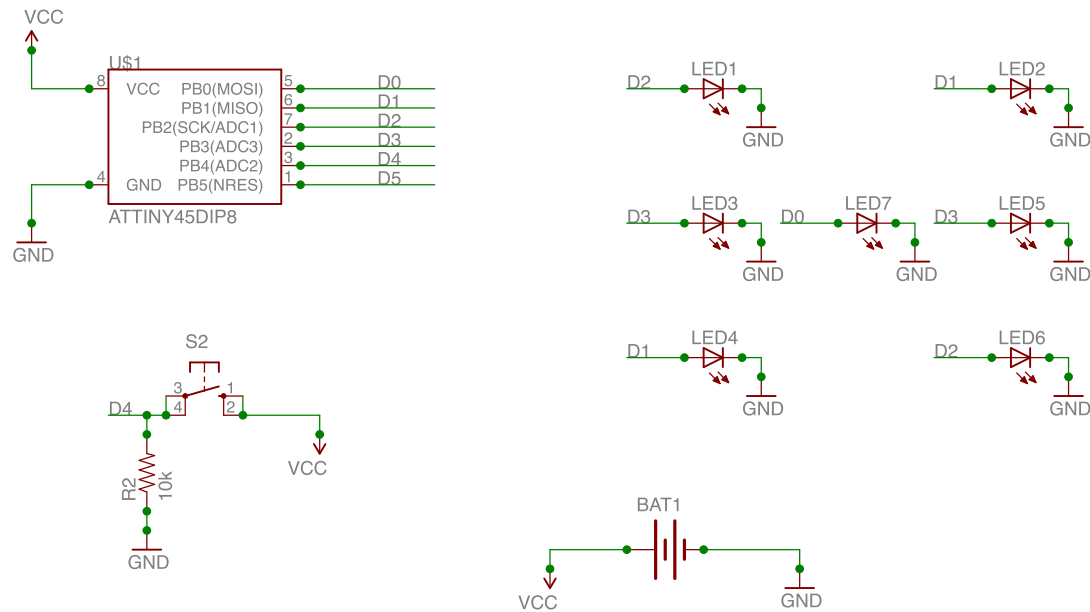 VCC
U$1
8 VCC PB0(MOSI) 5 D0
PB1(MISO) 6 D1
PB2(SCK/ADC1) 7 D2
PB3(ADC3) 2 D3
PB4(ADC2) 3 D4
4 GND PB5(NRES) 1 D5
ATTINY45DIP8
GND
D2 LED1
GND
D1 LED2
GND
D3 LED3
GND
D0 LED7
GND
D3 LED5
GND
D1 LED4
GND
D2 LED6
GND
S2
3 1
D4 4 2
VCC
R2 10k
GND
BAT1
VCC
GND